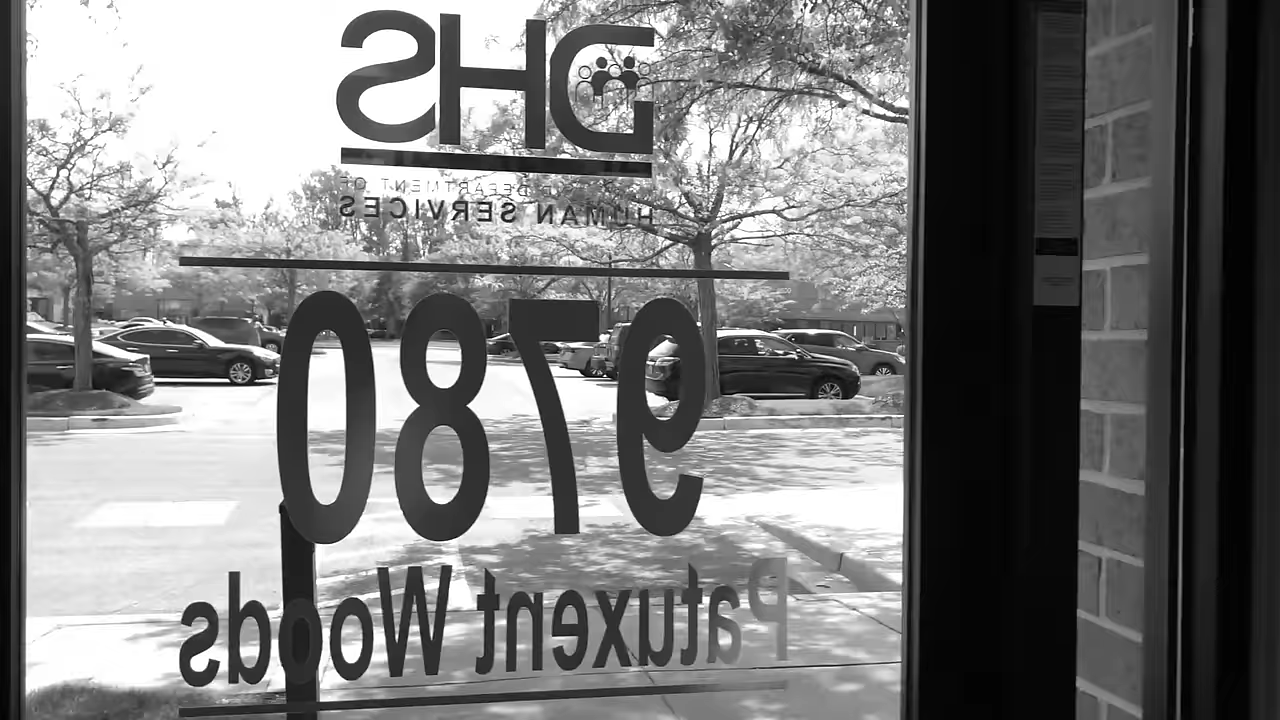 DHS
DEPARTMENT OF
HUMAN SERVICES
9780
Patuxent Woods